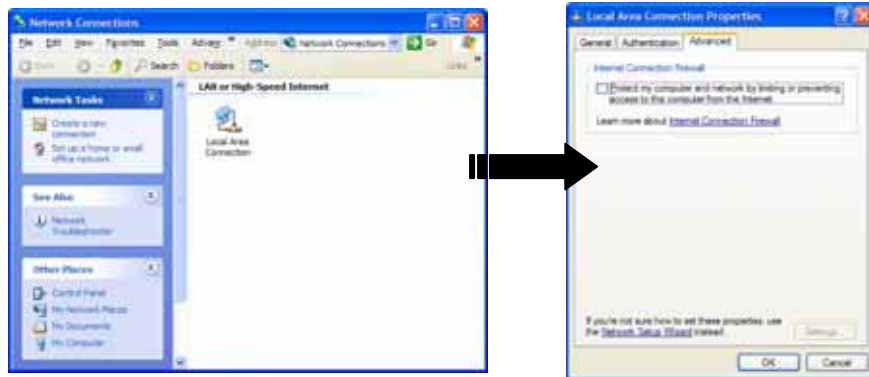 Network Connections
File Edit View Favorites Tools Network Connections Go
Search Folders
Network Tasks
Create a new
connection
Set up a home or small
office network
See Also
Network
Troubleshooter
Other Places
Control Panel
My Network Places
My Documents
My Computer
LAN or High-Speed Internet
Local Area
Connection
Local Area Connection Properties
General Authentication Advanced
Internet Connection Firewall
Protect my computer and network by limiting or preventing
access to this computer from the Internet
Learn more about Internet Connection Firewall.
If you're not sure how to set these properties, use
the Network Setup Wizard instead.
Settings...
OK Cancel